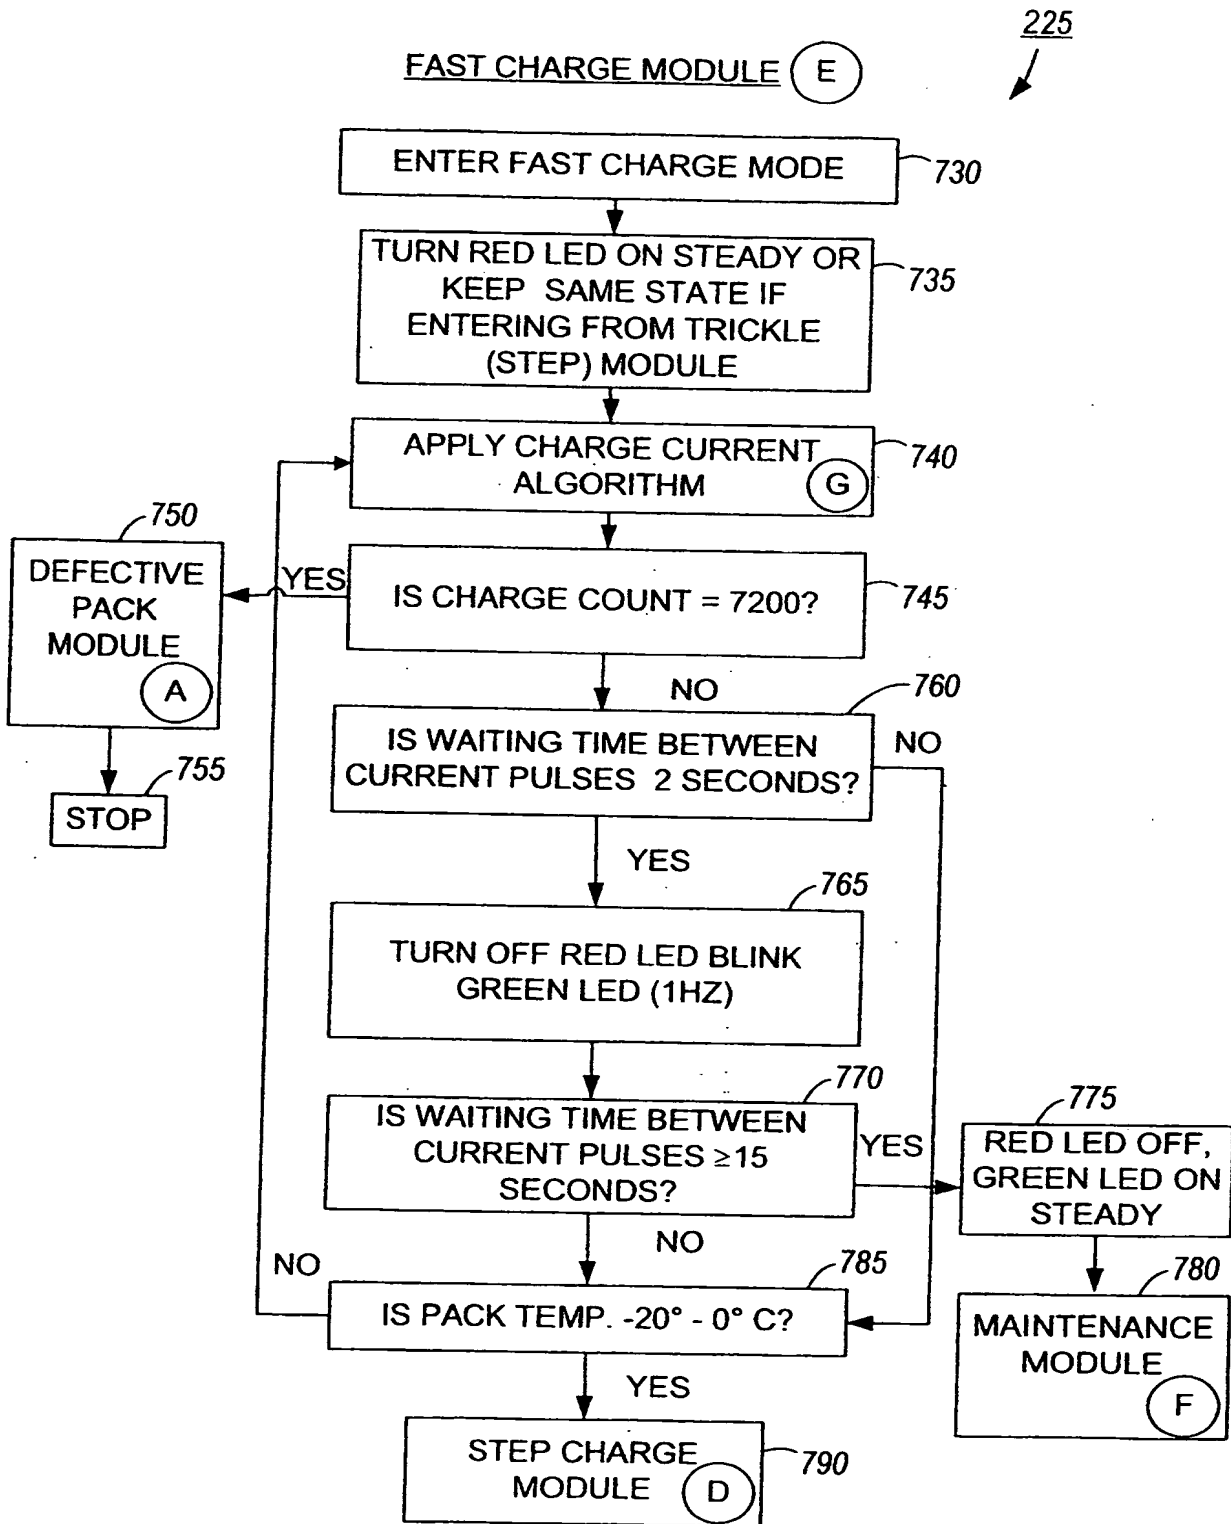 225
FAST CHARGE MODULE E
ENTER FAST CHARGE MODE
730
TURN RED LED ON STEADY OR
KEEP SAME STATE IF
ENTERING FROM TRICKLE
(STEP) MODULE
735
APPLY CHARGE CURRENT
ALGORITHM
G
740
750
DEFECTIVE
PACK
MODULE
A
YES
IS CHARGE COUNT = 7200?
745
755
STOP
NO
760
IS WAITING TIME BETWEEN
CURRENT PULSES 2 SECONDS?
NO
YES
765
TURN OFF RED LED BLINK
GREEN LED (1HZ)
770
IS WAITING TIME BETWEEN
CURRENT PULSES ≥15
SECONDS?
YES
775
RED LED OFF,
GREEN LED ON
STEADY
NO
780
MAINTENANCE
MODULE
F
NO
785
IS PACK TEMP. -20° - 0° C?
YES
STEP CHARGE
MODULE
D
790